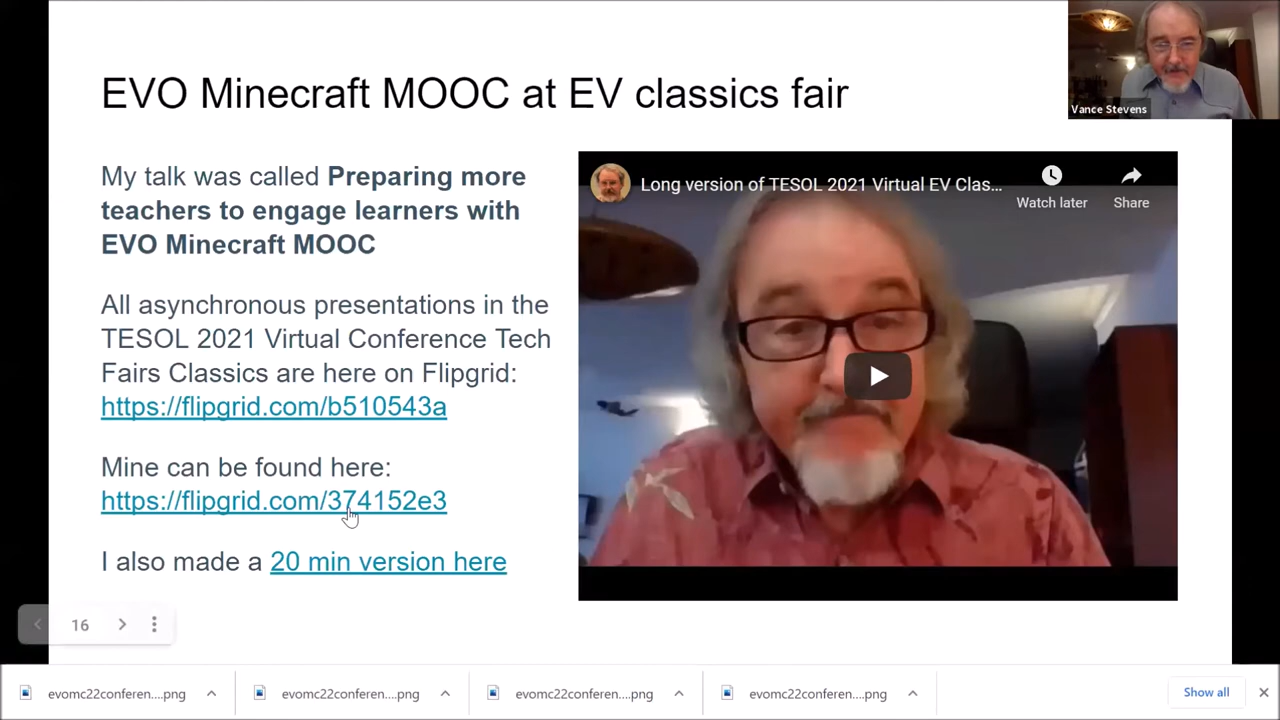 EVO Minecraft MOOC at EV classics fair
Vance Stevens
My talk was called Preparing more
teachers to engage learners with
EVO Minecraft MOOC
All asynchronous presentations in the
TESOL 2021 Virtual Conference Tech
Fairs Classics are here on Flipgrid:
https://flipgrid.com/b510543a
Mine can be found here:
https://flipgrid.com/374152e3
I also made a 20 min version here
Long version of TESOL 2021 Virtual EV Clas...
Watch later
Share
16
evomc22conferen....png
evomc22conferen....png
evomc22conferen....png
evomc22conferen....png
Show all